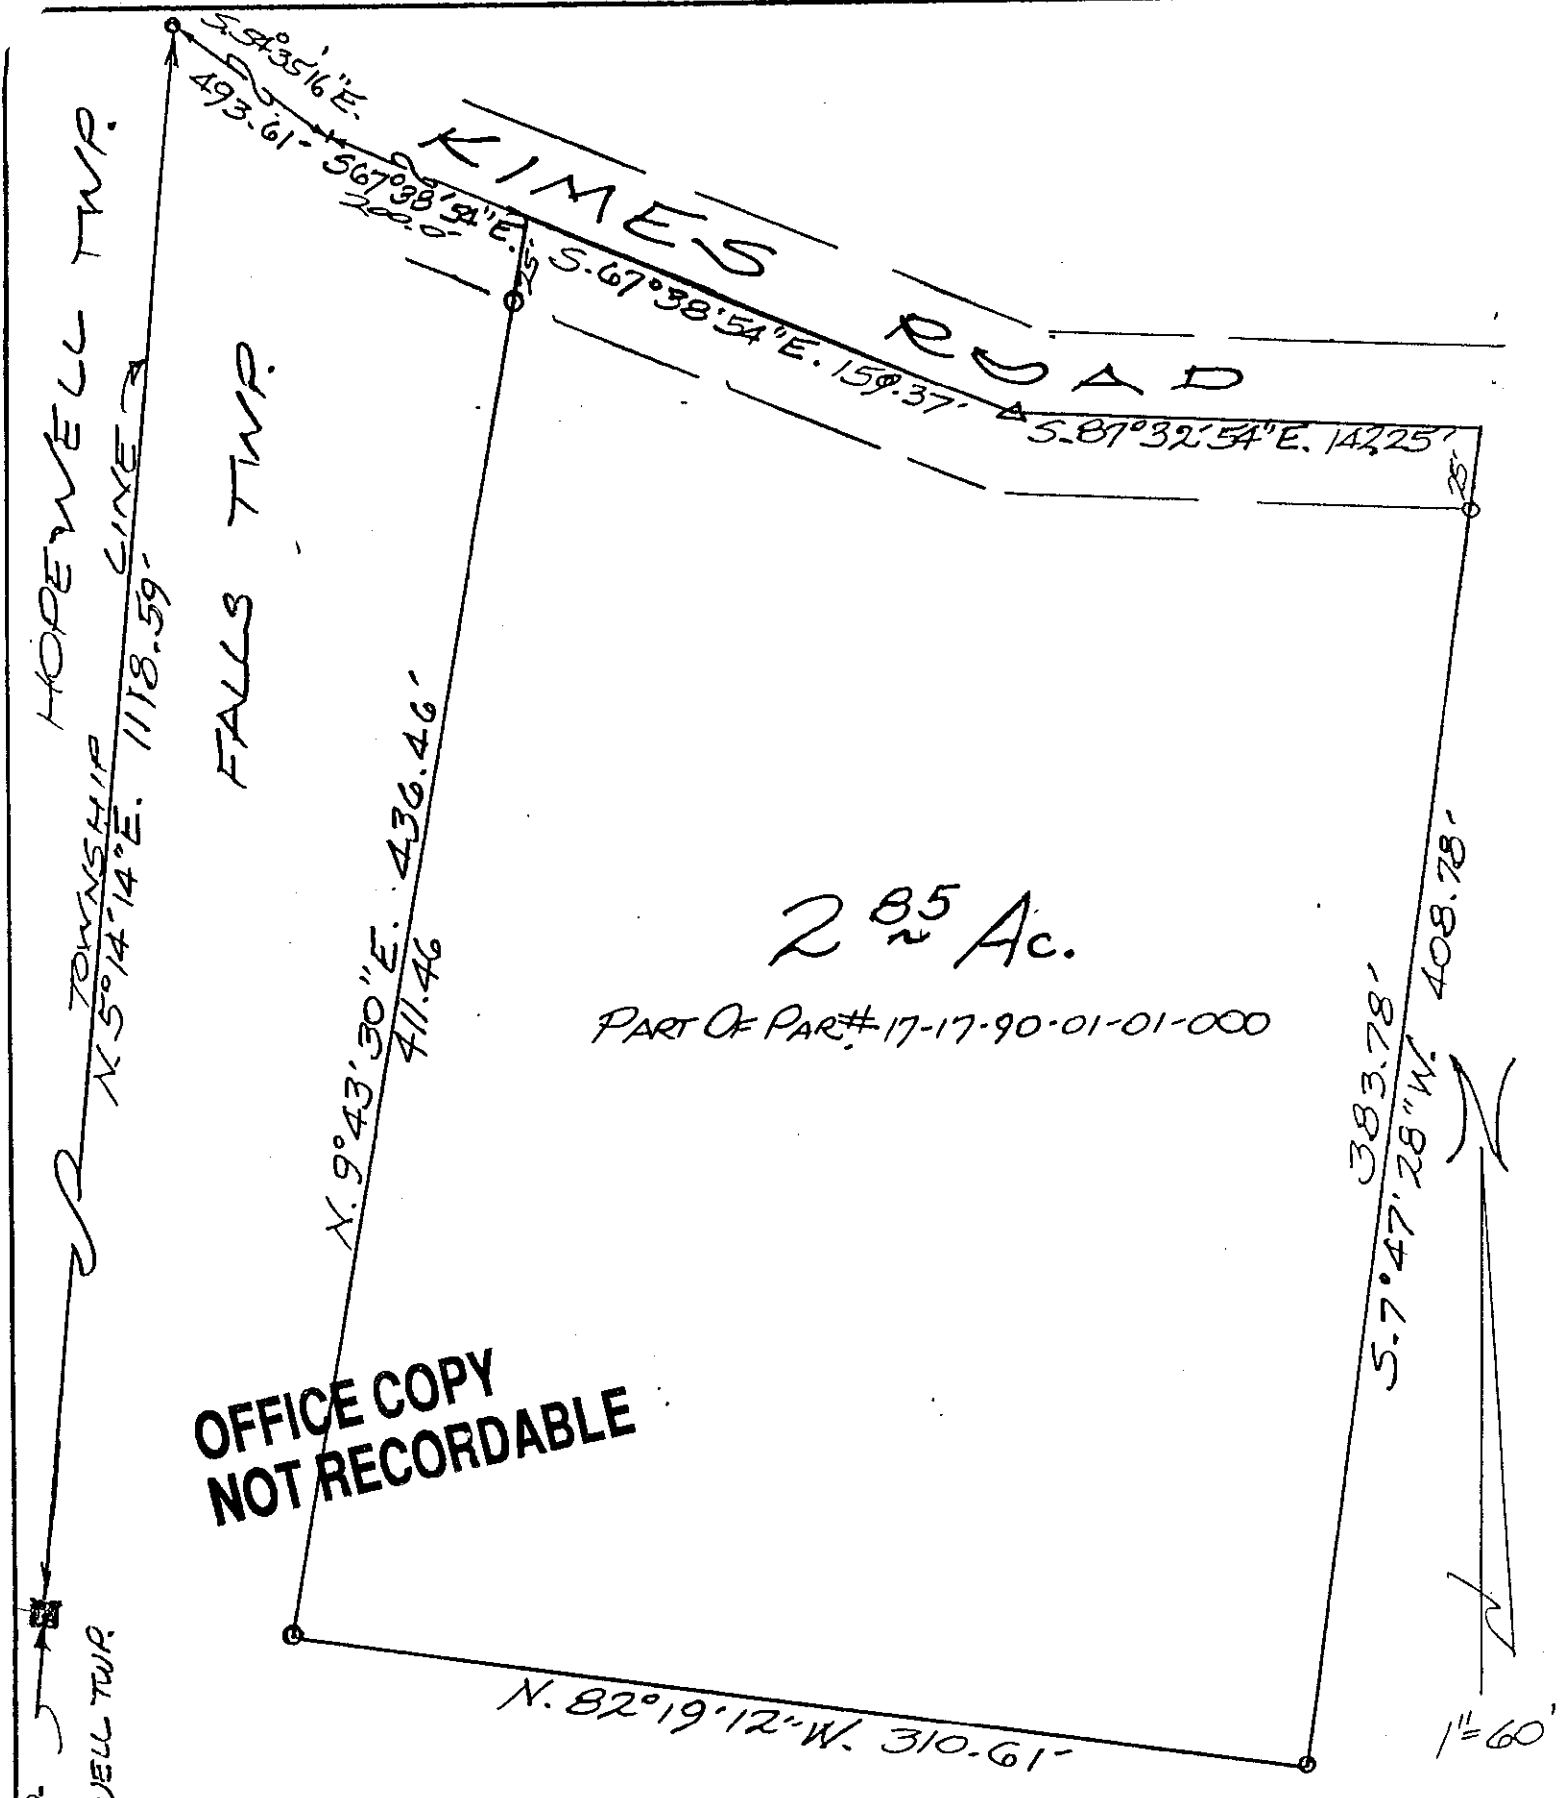 S. 54°35'16" E.
493.61'
S67°38'54" E.
200.0'
KIMES ROAD
25'
S. 67°38'54" E. 159.37'
S. 87°32'54" E. 142.25'
25'
HOPEWELL TWP.
TOWNSHIP LINE
N. 5°14'14" E. 1118.59'
FALLS TWP.
N. 9°43'30" E. 436.46'
411.46
2 85 Ac.
PART OF PAR.# 17-17-90-01-01-000
383.78'
S. 7°47'28" W. 408.78'
N
OFFICE COPY
NOT RECORDABLE
N. 82°19'12" W. 310.61'
1"=60'
WELL TWP.